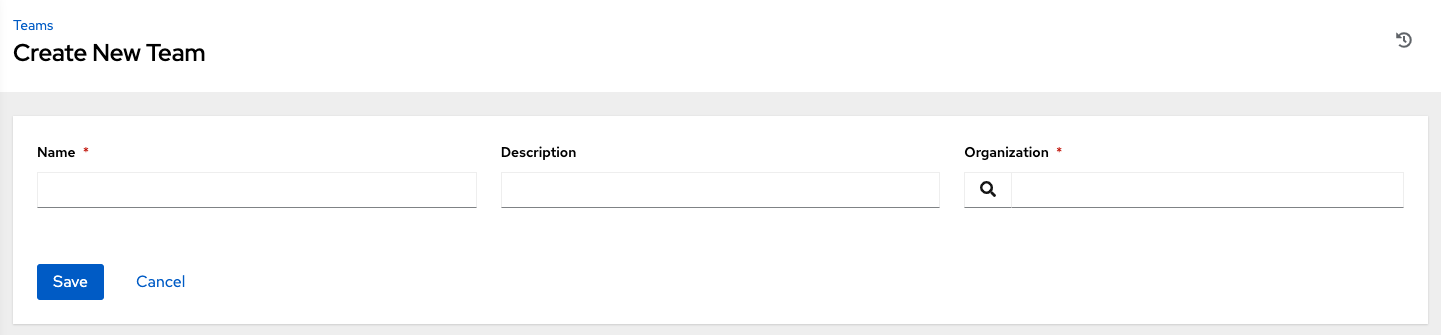 Teams
Create New Team
Name *
Description
Organization *
Save
Cancel